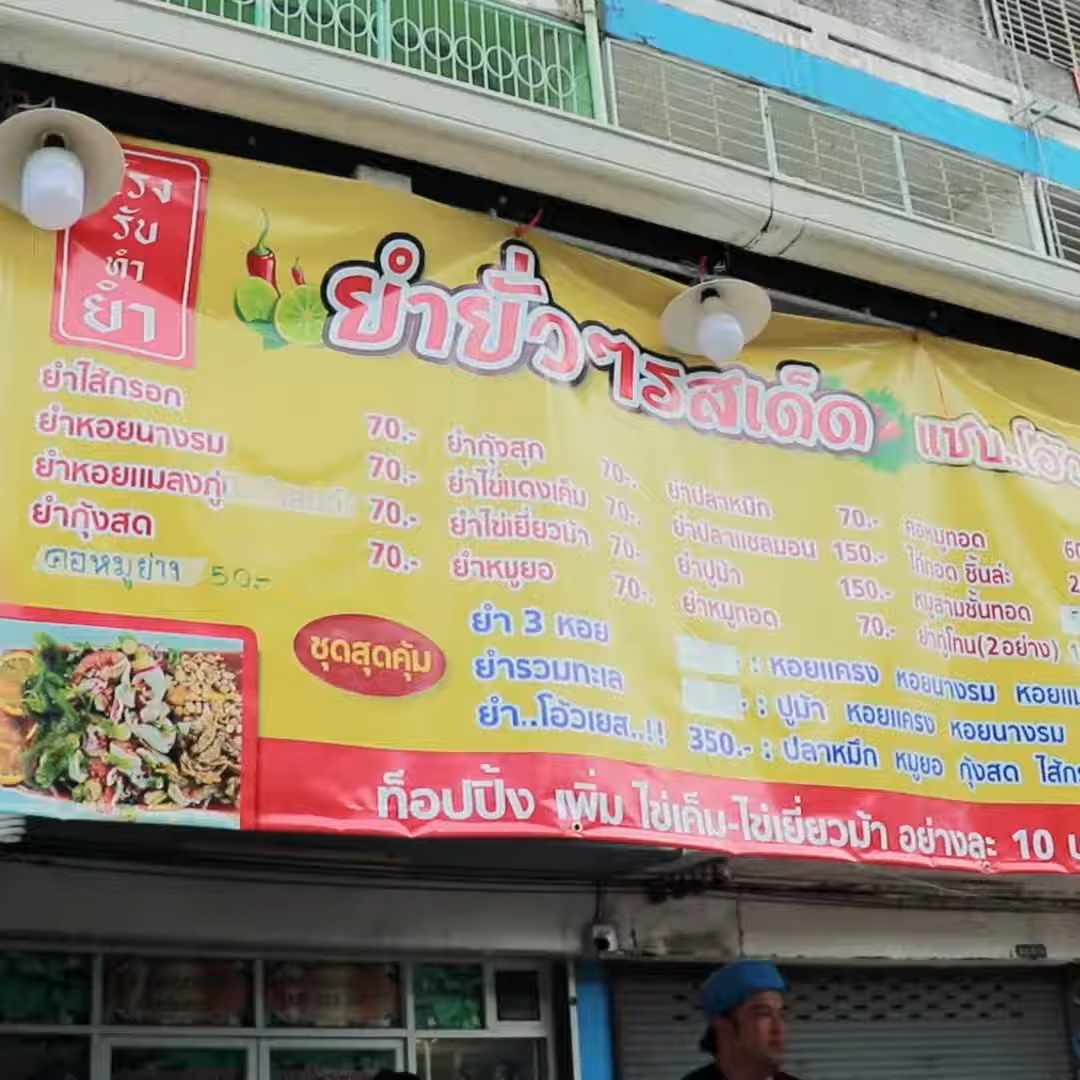 รับ
ทำ
ยำ
ยำยั่วๆรสเด็ด แซ่บ..
ยำไส้กรอก 70.-
ยำหอยนางรม 70.-
ยำหอยแมลงภู่ 70.-
ยำกุ้งสด 70.-
คอหมูย่าง 50.-
ยำกุ้งสุก 70.-
ยำไข่แดงเค็ม 70.-
ยำไข่เยี่ยวม้า 70.-
ยำหมูยอ 70.-
ยำปลาหมึก 70.-
ยำปลาแซลมอน 150.-
ยำปูม้า 150.-
ยำหมูทอด 70.-
คอหมูทอด
ไก่ทอด ชิ้นล่ะ
หมูสามชั้นทอด
ยำกูโทน(2อย่าง)
ชุดสุดคุ้ม
ยำ 3 หอย : หอยแครง หอยนางรม
ยำรวมทะเล : ปูม้า หอยแครง หอยนางรม
ยำ..โอ้วเยส..!! 350.- : ปลาหมึก หมูยอ กุ้งสด
ท็อปปิ้ง เพิ่ม ไข่เค็ม-ไข่เยี่ยวม้า อย่างละ 10